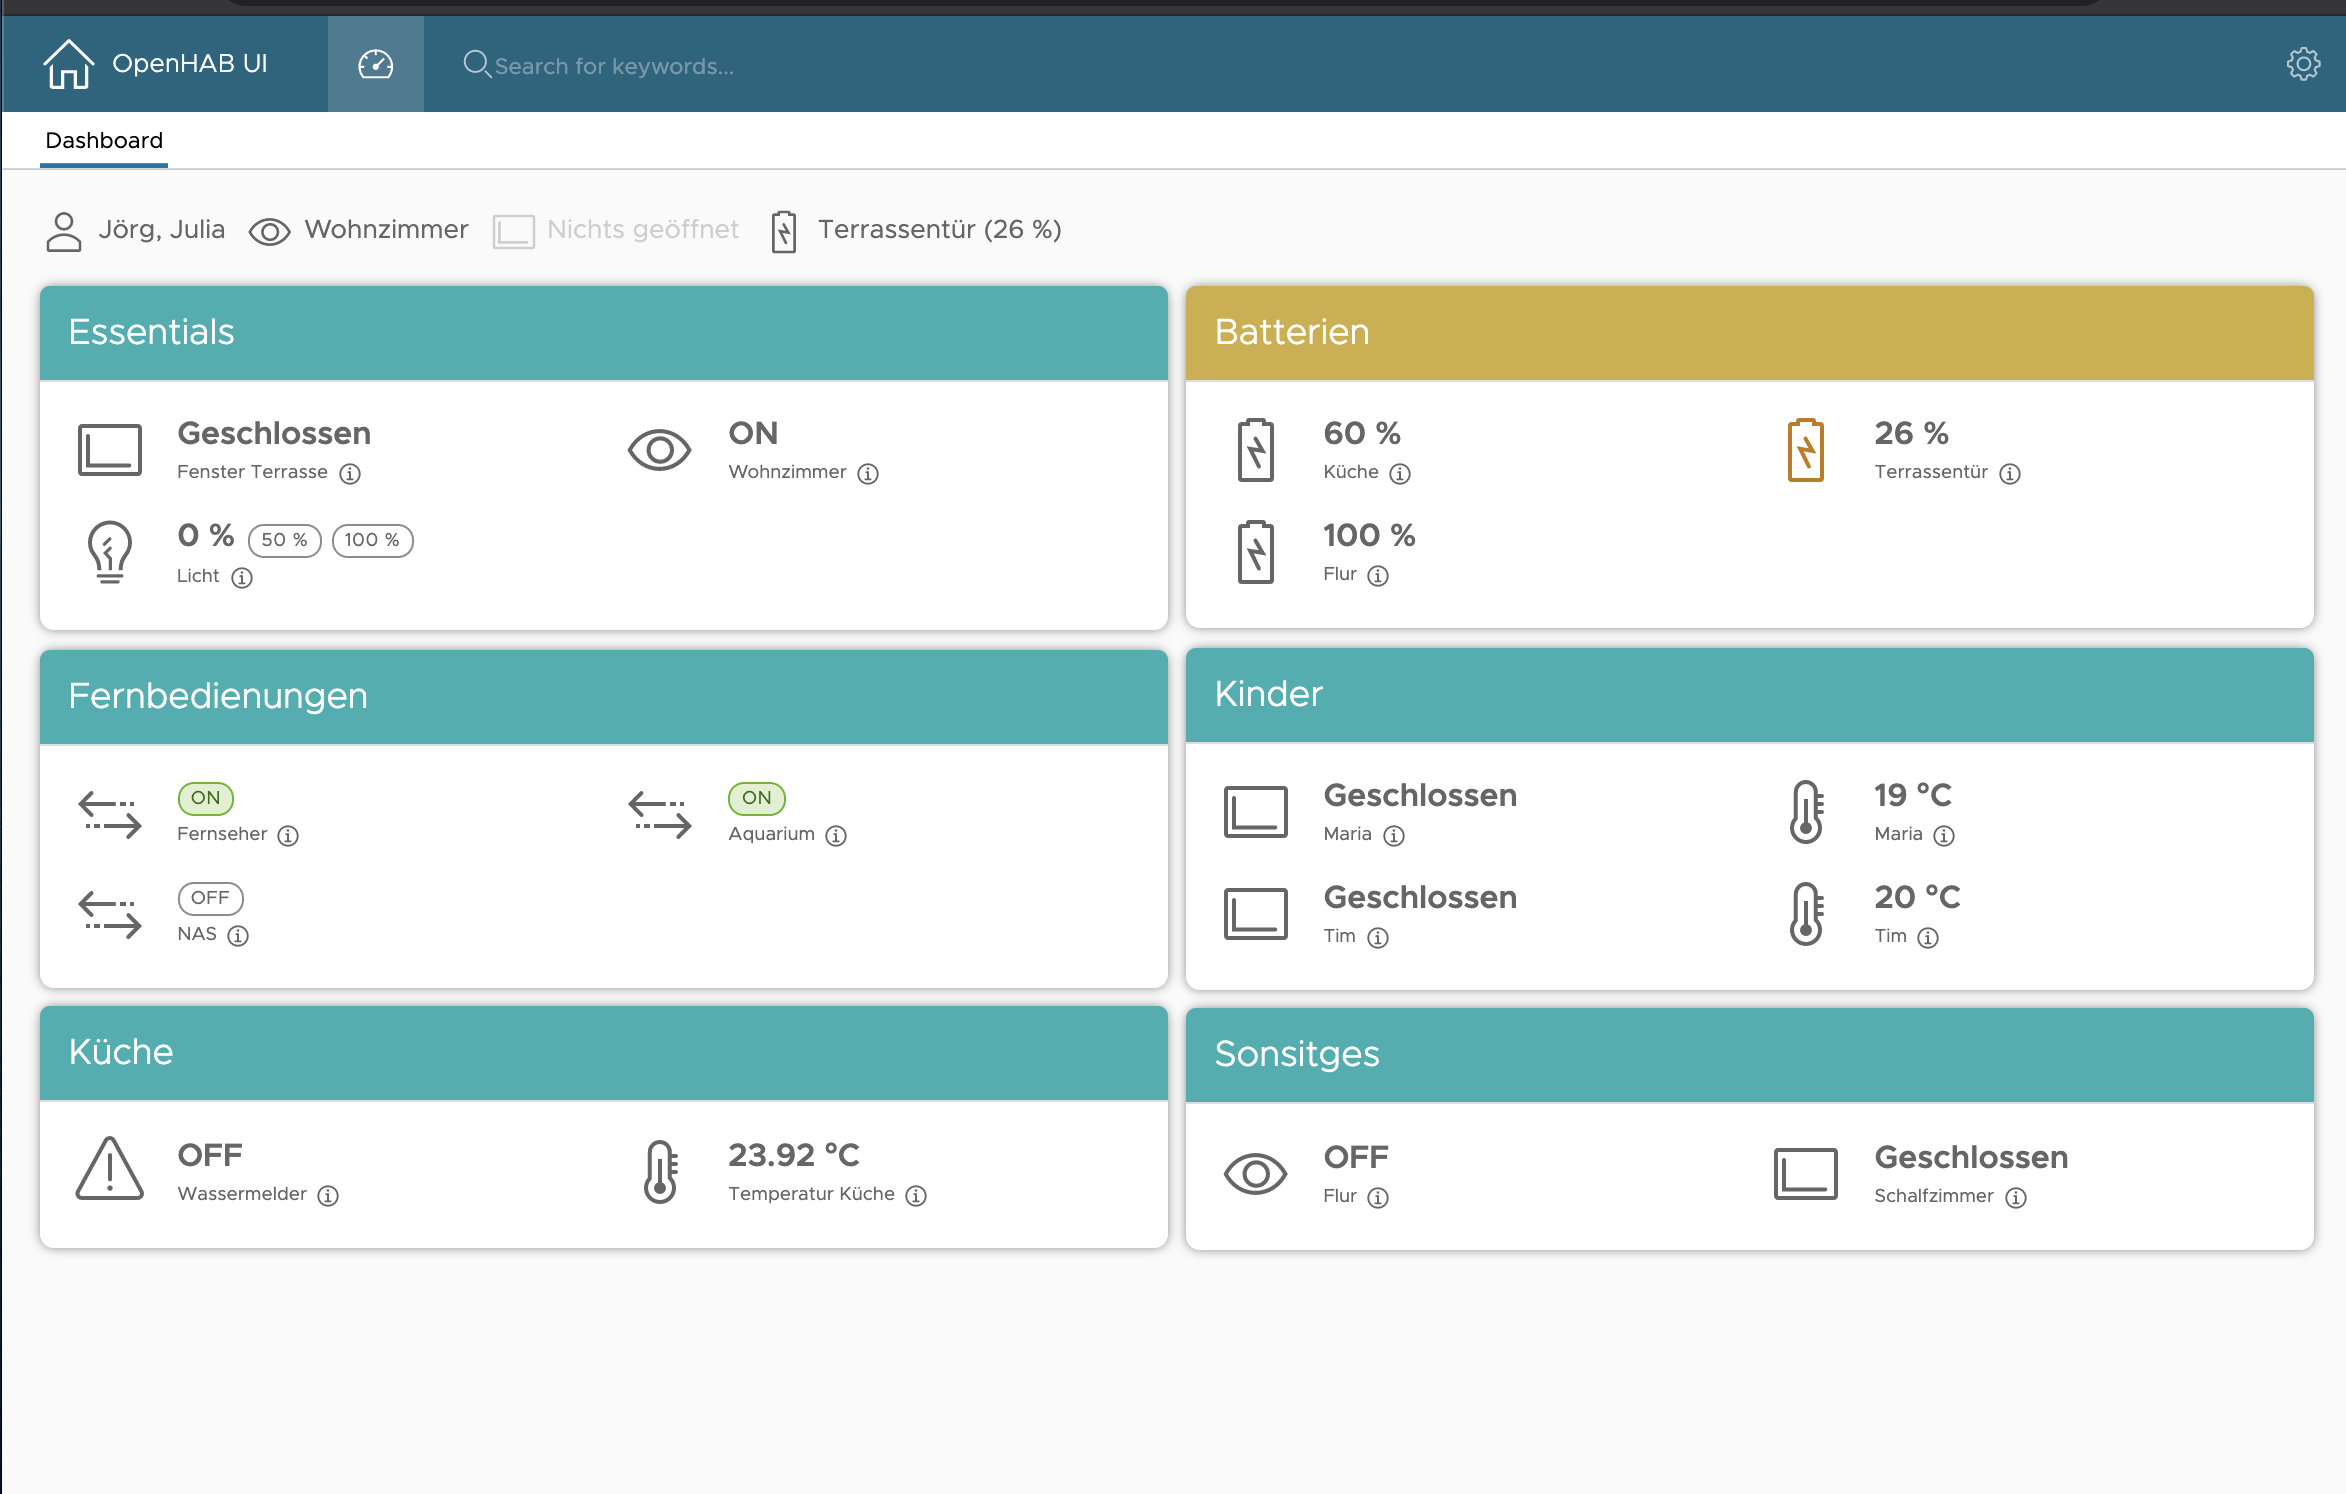 OpenHAB UI
Search for keywords...
Dashboard
Jörg, Julia Wohnzimmer Nichts geöffnet Terrassentür (26 %)
Essentials
Geschlossen
Fenster Terrasse
ON
Wohnzimmer
0 % 50 % 100 %
Licht
Batterien
60 %
Küche
26 %
Terrassentür
100 %
Flur
Fernbedienungen
ON
Fernseher
ON
Aquarium
OFF
NAS
Kinder
Geschlossen
Maria
19 °C
Maria
Geschlossen
Tim
20 °C
Tim
Küche
OFF
Wassermelder
23.92 °C
Temperatur Küche
Sonsitges
OFF
Flur
Geschlossen
Schalfzimmer